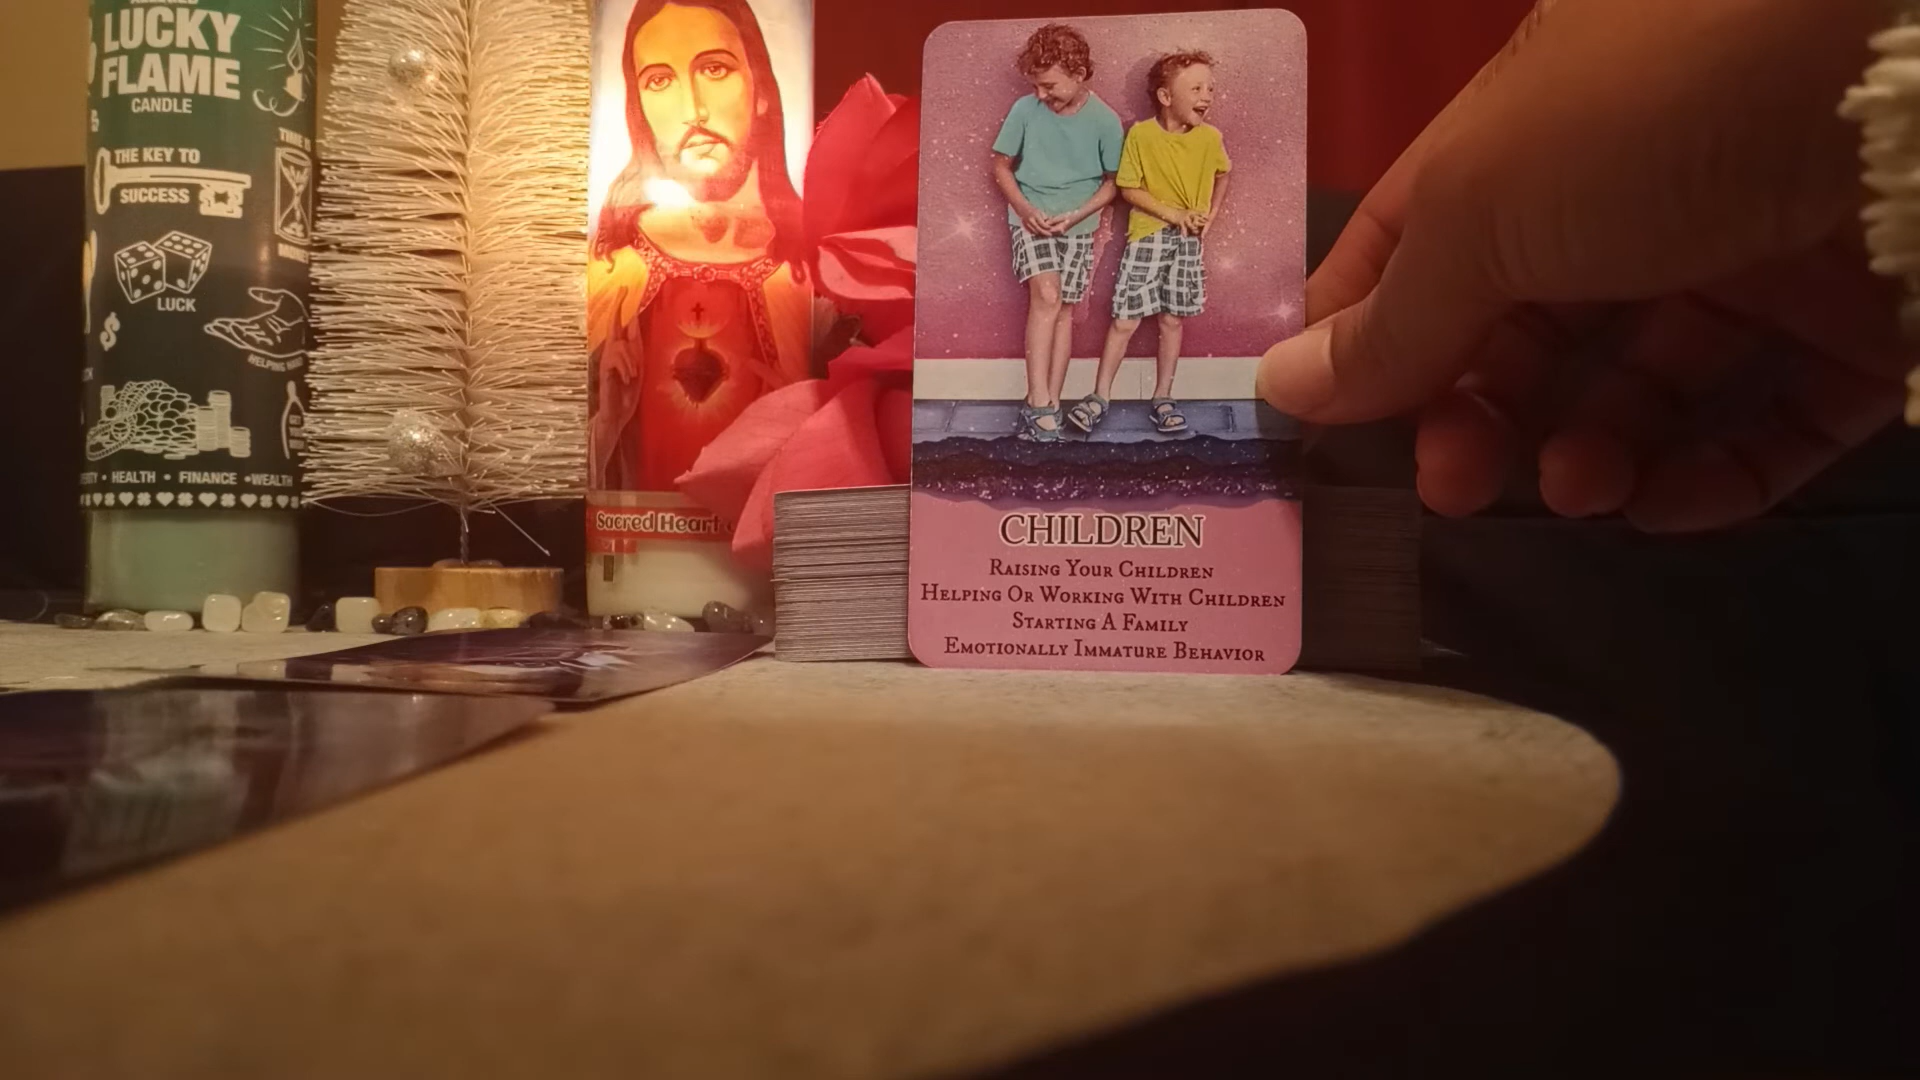 LUCKY
FLAME
CANDLE
THE KEY TO
SUCCESS
LUCK
$
HELPING
• HEALTH • FINANCE • WEALTH
Sacred Heart
CHILDREN
RAISING YOUR CHILDREN
HELPING OR WORKING WITH CHILDREN
STARTING A FAMILY
EMOTIONALLY IMMATURE BEHAVIOR